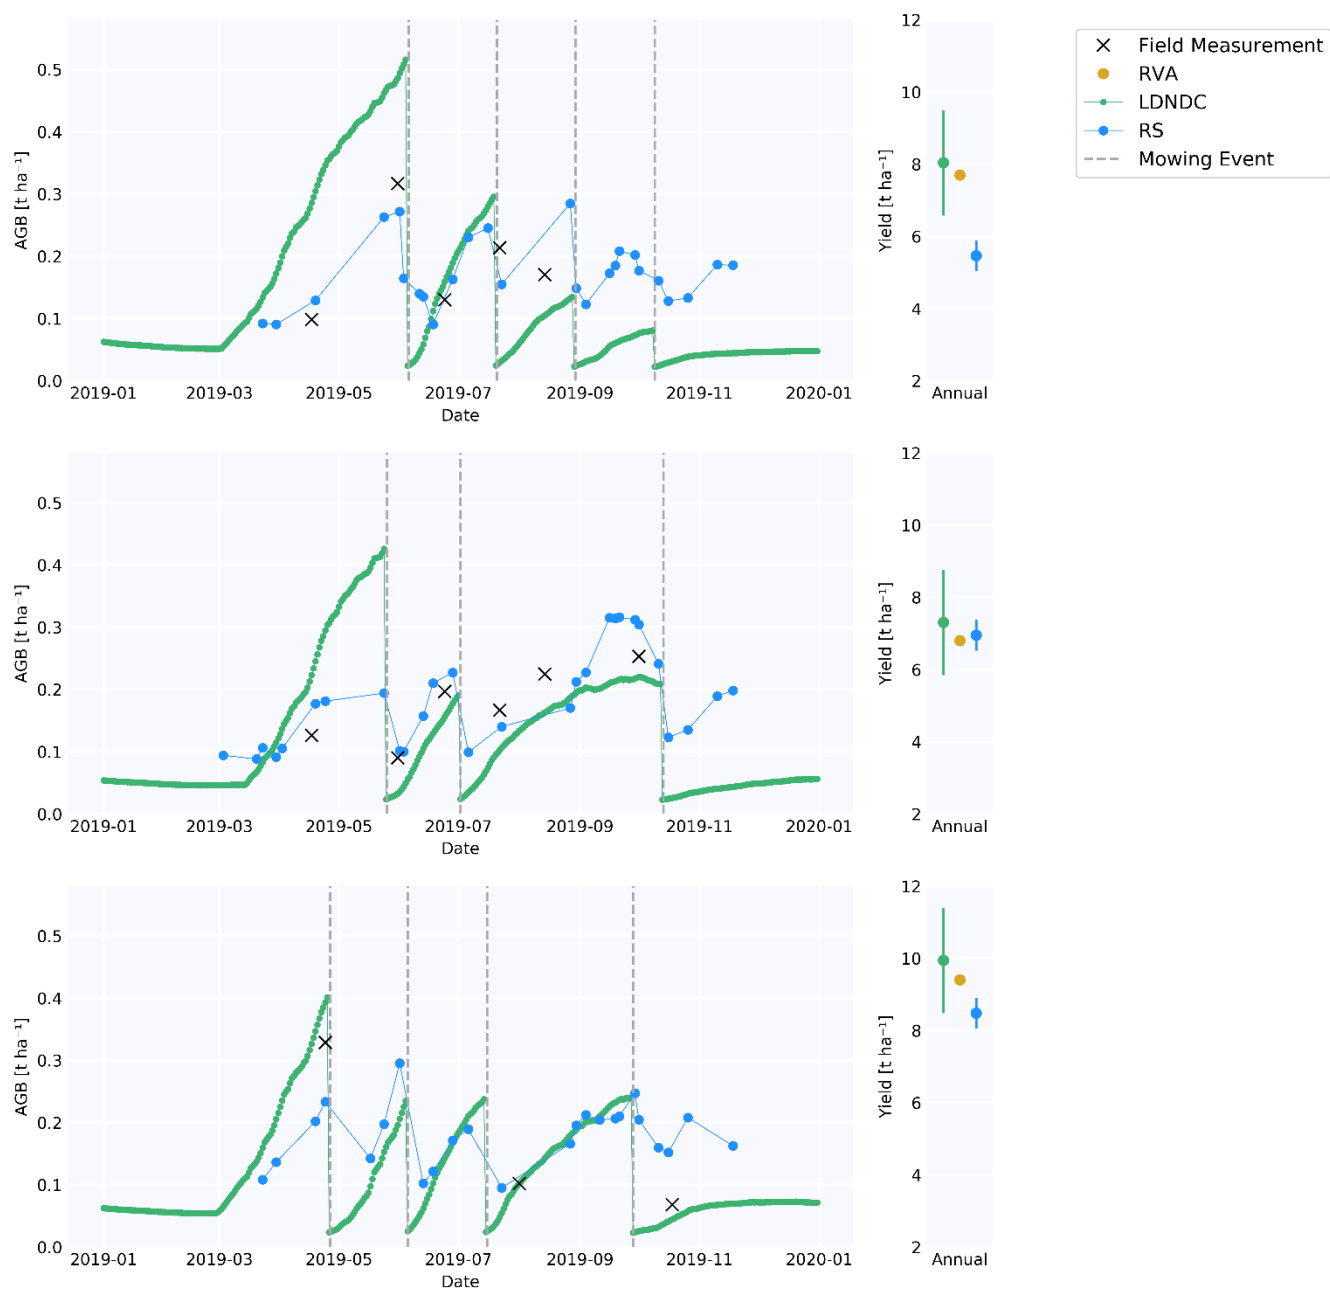 Field Measurement
RVA
LDNDC
RS
Mowing Event
AGB [t ha⁻¹]
0.5
0.4
0.3
0.2
0.1
0.0
2019-01 2019-03 2019-05 2019-07 2019-09 2019-11 2020-01
Date
Yield [t ha⁻¹]
12
10
8
6
4
2
Annual
AGB [t ha⁻¹]
0.5
0.4
0.3
0.2
0.1
0.0
2019-01 2019-03 2019-05 2019-07 2019-09 2019-11 2020-01
Date
Yield [t ha⁻¹]
12
10
8
6
4
2
Annual
AGB [t ha⁻¹]
0.5
0.4
0.3
0.2
0.1
0.0
2019-01 2019-03 2019-05 2019-07 2019-09 2019-11 2020-01
Date
Yield [t ha⁻¹]
12
10
8
6
4
2
Annual